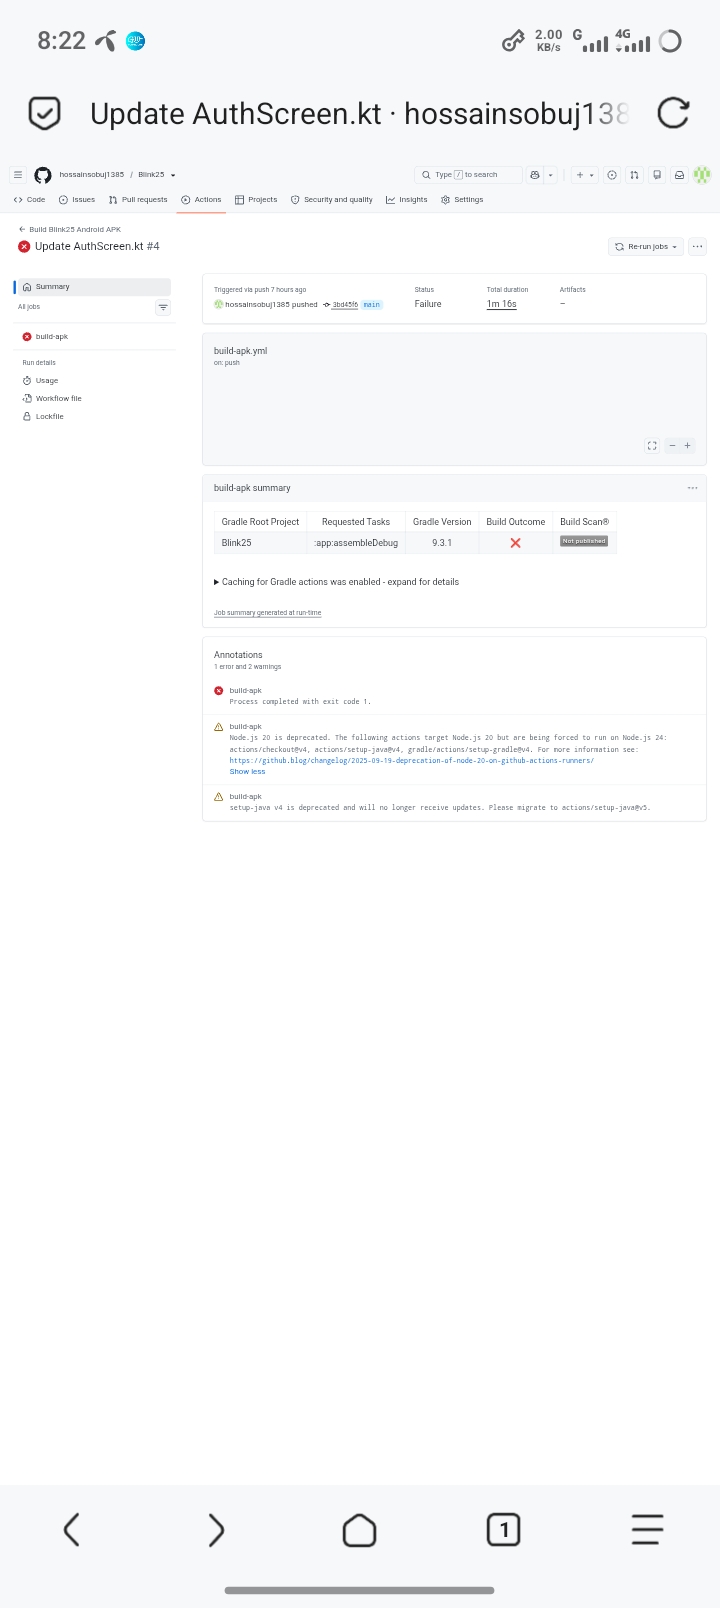 8:22
2.00
KB/s
G
4G
Update AuthScreen.kt · hossainsobuj138
hossainsobuj1385 / Blink25
Type / to search
Code
Issues
Pull requests
Actions
Projects
Security and quality
Insights
Settings
← Build Blink25 Android APK
Update AuthScreen.kt #4
Re-run jobs
Summary
All jobs
build-apk
Run details
Usage
Workflow file
Lockfile
Triggered via push 7 hours ago
hossainsobuj1385 pushed 3bd45f6 main
Status
Failure
Total duration
1m 16s
Artifacts
–
build-apk.yml
on: push
build-apk summary
Gradle Root Project Requested Tasks Gradle Version Build Outcome Build Scan®
Blink25 :app:assembleDebug 9.3.1 ❌ Not published
▶ Caching for Gradle actions was enabled - expand for details
Job summary generated at run-time
Annotations
1 error and 2 warnings
build-apk
Process completed with exit code 1.
build-apk
Node.js 20 is deprecated. The following actions target Node.js 20 but are being forced to run on Node.js 24:
actions/checkout@v4, actions/setup-java@v4, gradle/actions/setup-gradle@v4. For more information see:
https://github.blog/changelog/2025-09-19-deprecation-of-node-20-on-github-actions-runners/
Show less
build-apk
setup-java v4 is deprecated and will no longer receive updates. Please migrate to actions/setup-java@v5.
1